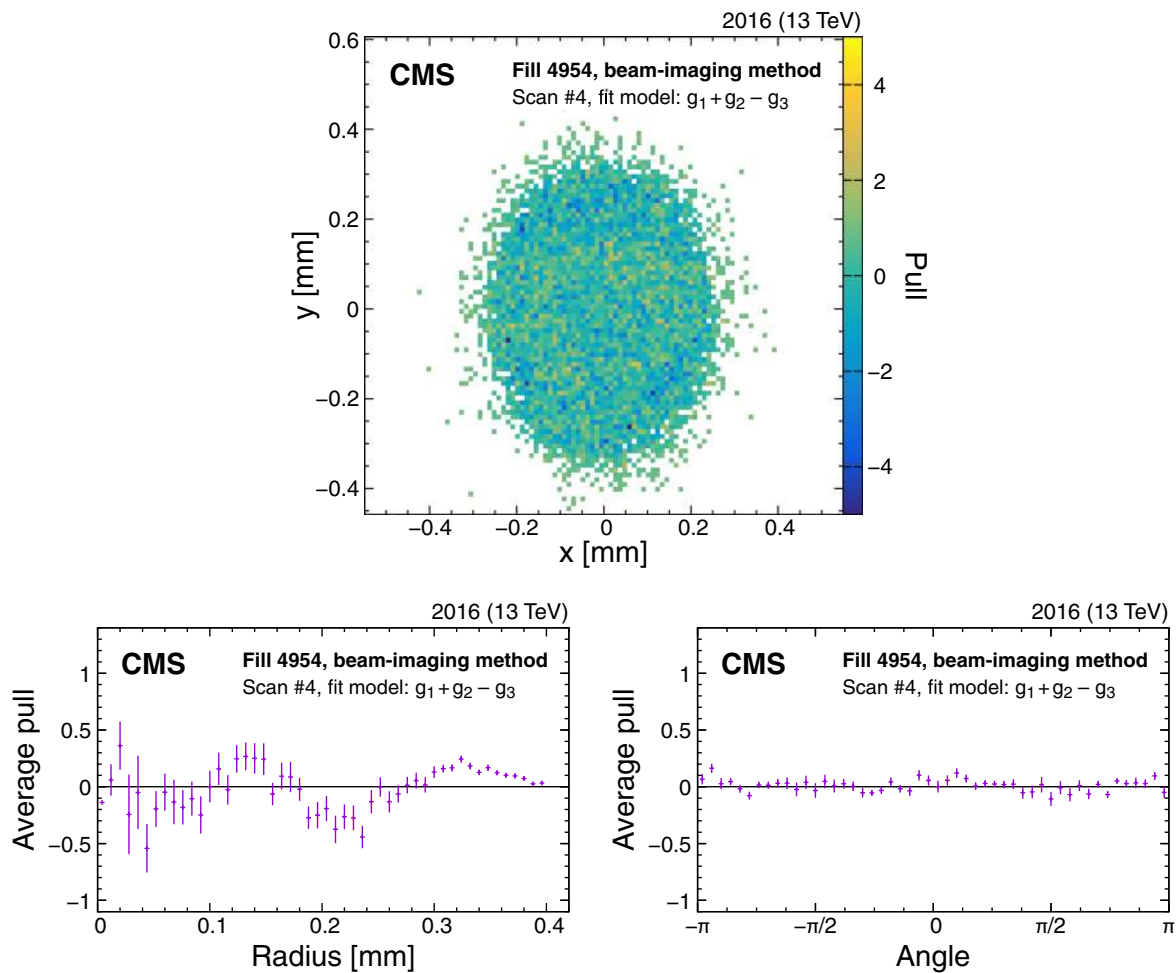 2016 (13 TeV)
CMS
Fill 4954, beam-imaging method
Scan #4, fit model: g₁+g₂ − g₃
0.6
0.4
0.2
0
−0.2
−0.4
y [mm]
−0.4 −0.2 0 0.2 0.4
x [mm]
4
2
0
−2
−4
Pull
2016 (13 TeV)
CMS
Fill 4954, beam-imaging method
Scan #4, fit model: g₁+g₂ − g₃
1
0.5
0
−0.5
−1
Average pull
0 0.1 0.2 0.3 0.4
Radius [mm]
2016 (13 TeV)
CMS
Fill 4954, beam-imaging method
Scan #4, fit model: g₁+g₂ − g₃
1
0.5
0
−0.5
−1
Average pull
−π −π/2 0 π/2 π
Angle